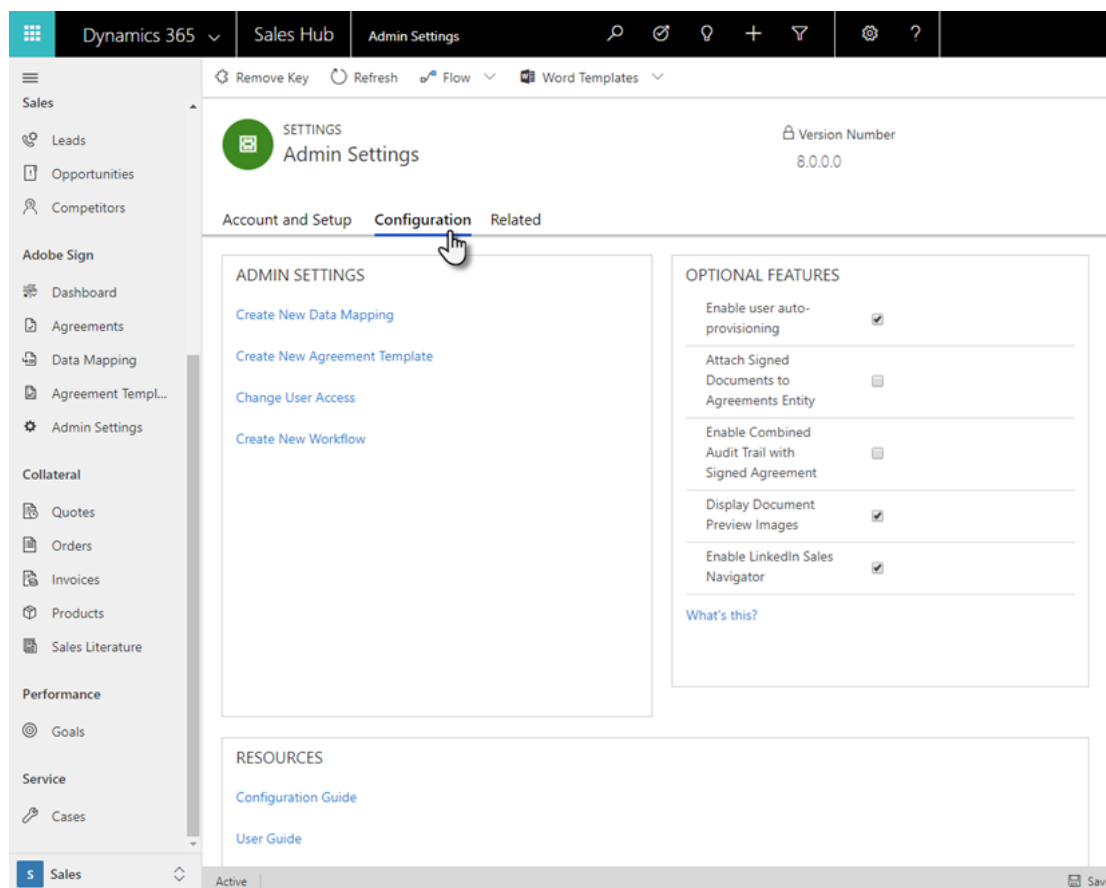 Dynamics 365
Sales Hub
Admin Settings
?
Remove Key
Refresh
Flow
Word Templates
Sales
Leads
Opportunities
Competitors
Adobe Sign
Dashboard
Agreements
Data Mapping
Agreement Templ...
Admin Settings
Collateral
Quotes
Orders
Invoices
Products
Sales Literature
Performance
Goals
Service
Cases
S
Sales
SETTINGS
Admin Settings
Version Number
8.0.0.0
Account and Setup
Configuration
Related
ADMIN SETTINGS
Create New Data Mapping
Create New Agreement Template
Change User Access
Create New Workflow
OPTIONAL FEATURES
Enable user auto-
provisioning
Attach Signed
Documents to
Agreements Entity
Enable Combined
Audit Trail with
Signed Agreement
Display Document
Preview Images
Enable LinkedIn Sales
Navigator
What's this?
RESOURCES
Configuration Guide
User Guide
Active
Sav